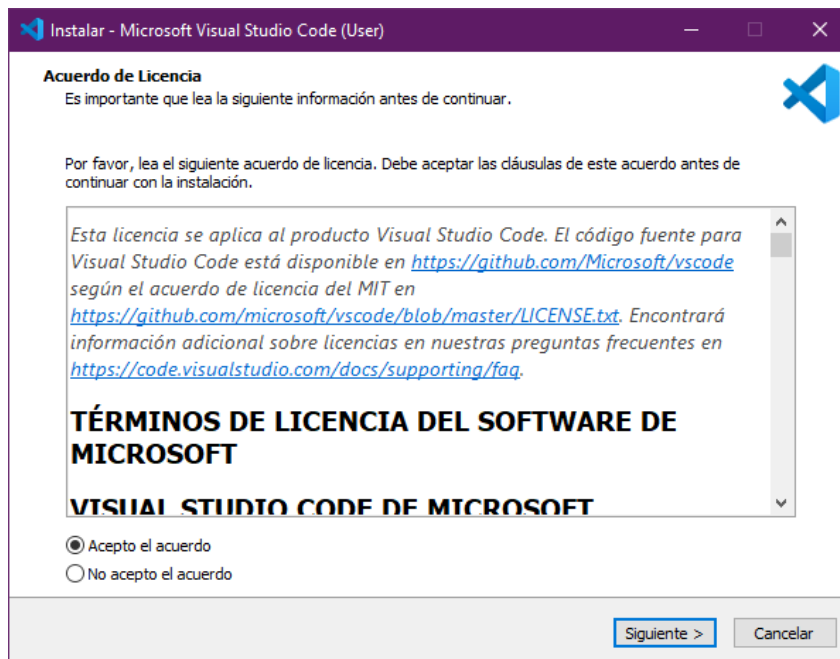 Instalar - Microsoft Visual Studio Code (User)
Acuerdo de Licencia
Es importante que lea la siguiente información antes de continuar.
Por favor, lea el siguiente acuerdo de licencia. Debe aceptar las cláusulas de este acuerdo antes de
continuar con la instalación.
Esta licencia se aplica al producto Visual Studio Code. El código fuente para
Visual Studio Code está disponible en https://github.com/Microsoft/vscode
según el acuerdo de licencia del MIT en
https://github.com/microsoft/vscode/blob/master/LICENSE.txt. Encontrará
información adicional sobre licencias en nuestras preguntas frecuentes en
https://code.visualstudio.com/docs/supporting/faq.
TÉRMINOS DE LICENCIA DEL SOFTWARE DE
MICROSOFT
VISUAL STUDIO CODE DE MICROSOFT
Acepto el acuerdo
No acepto el acuerdo
Siguiente >
Cancelar